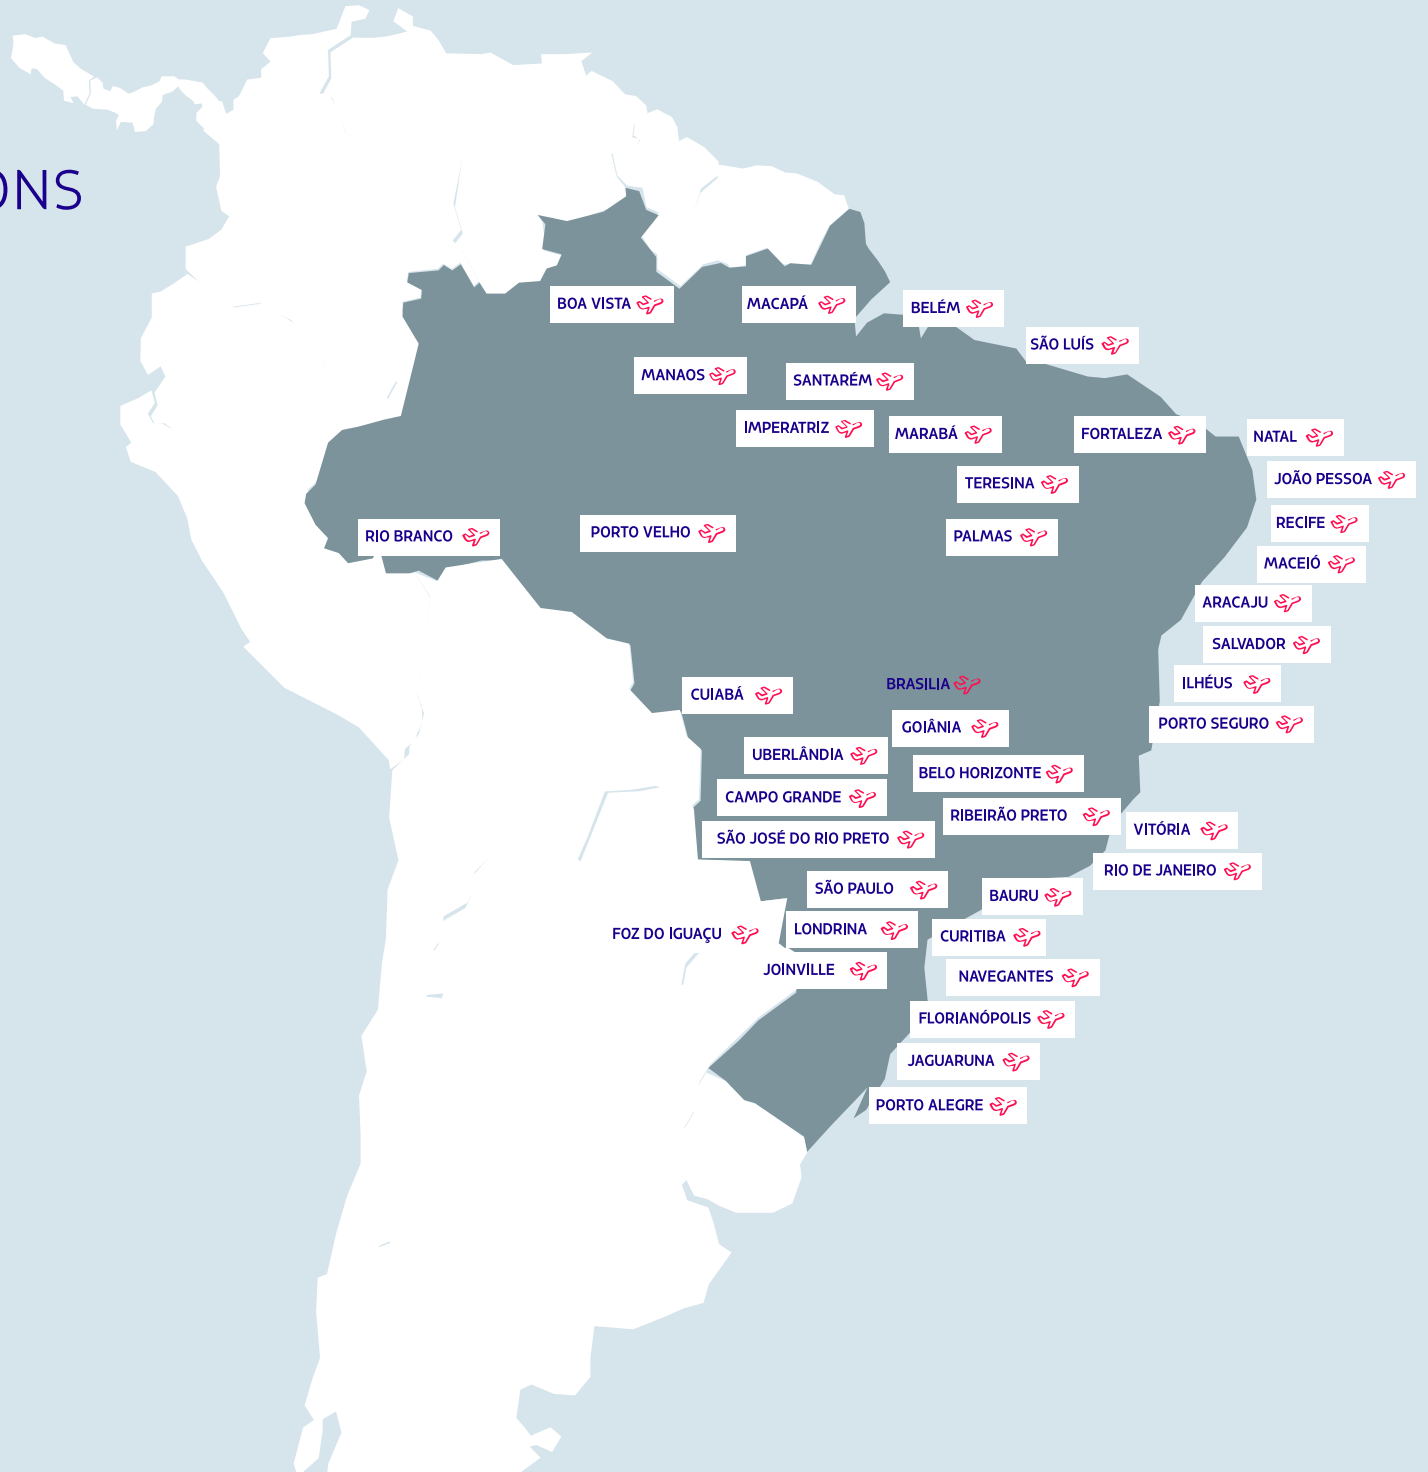 ONS
BOA VISTA
MACAPÁ
BELÉM
SÃO LUÍS
MANAOS
SANTARÉM
IMPERATRIZ
MARABÁ
FORTALEZA
NATAL
JOÃO PESSOA
TERESINA
RECIFE
RIO BRANCO
PORTO VELHO
PALMAS
MACEIÓ
ARACAJU
SALVADOR
CUIABÁ
BRASILIA
ILHÉUS
GOIÂNIA
PORTO SEGURO
UBERLÂNDIA
BELO HORIZONTE
CAMPO GRANDE
RIBEIRÃO PRETO
VITÓRIA
SÃO JOSÉ DO RIO PRETO
RIO DE JANEIRO
SÃO PAULO
BAURU
FOZ DO IGUAÇU
LONDRINA
CURITIBA
JOINVILLE
NAVEGANTES
FLORIANÓPOLIS
JAGUARUNA
PORTO ALEGRE